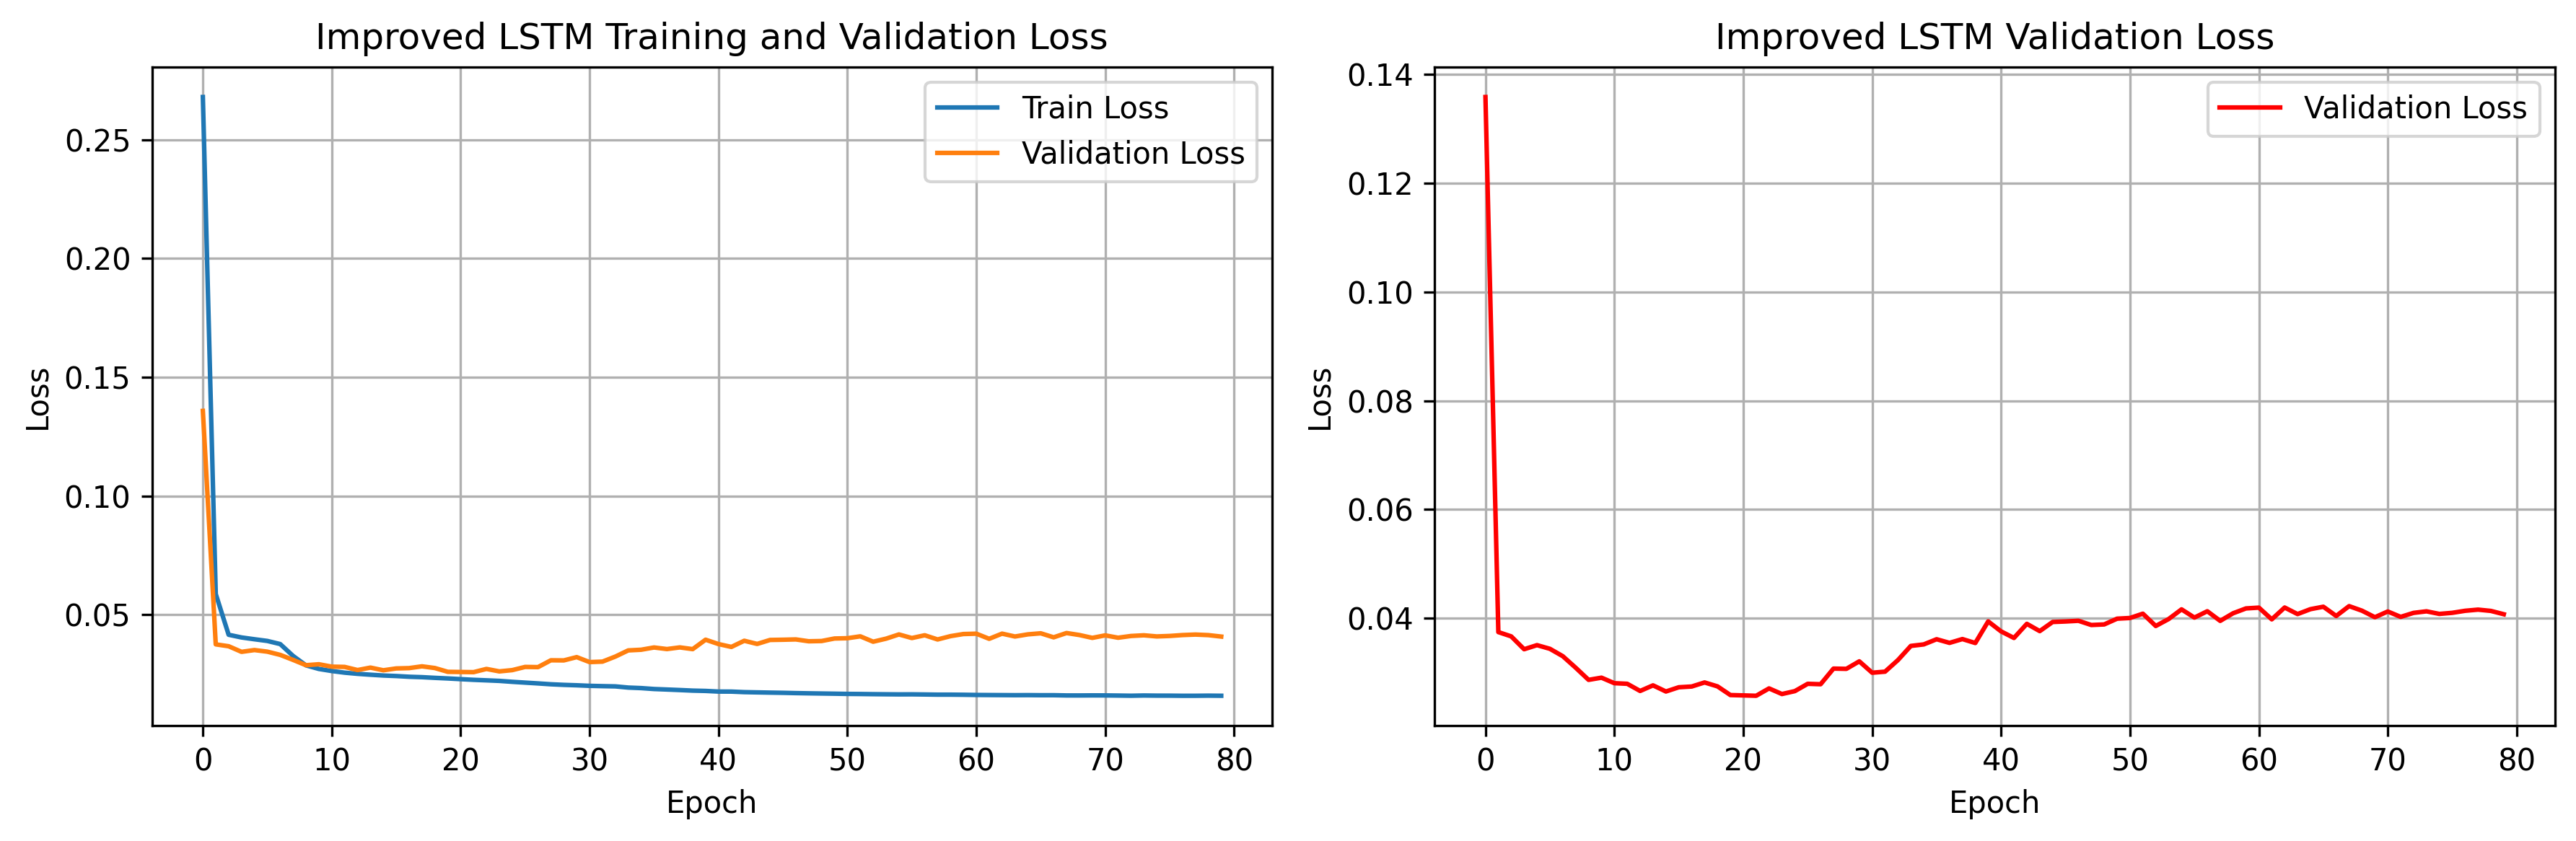 Improved LSTM Training and Validation Loss
Train Loss
Validation Loss
0.25
0.20
0.15
0.10
0.05
Loss
0 10 20 30 40 50 60 70 80
Epoch
Improved LSTM Validation Loss
Validation Loss
0.14
0.12
0.10
0.08
0.06
0.04
Loss
0 10 20 30 40 50 60 70 80
Epoch